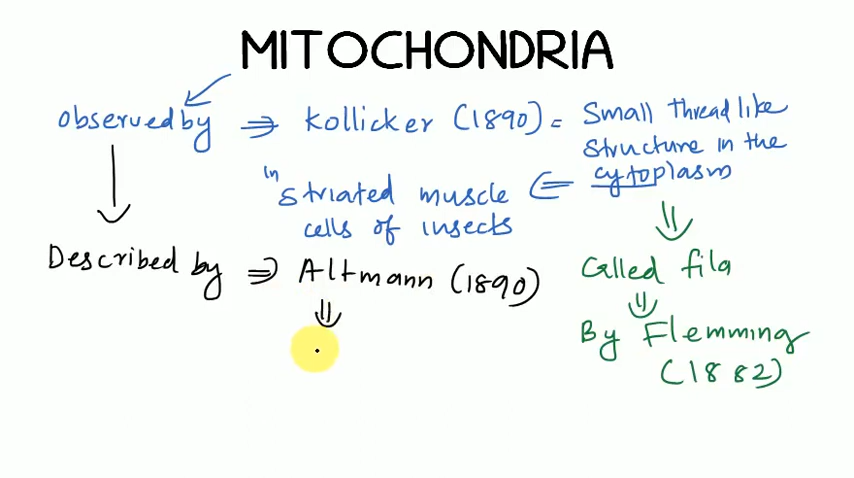 MITOCHONDRIA
observed by ⇒ Kollicker (1890) = Small thread like
structure in the
cytoplasm
in striated muscle
cells of insects
Described by ⇒ Altmann (1890)
Called fila
By Flemming
(1882)